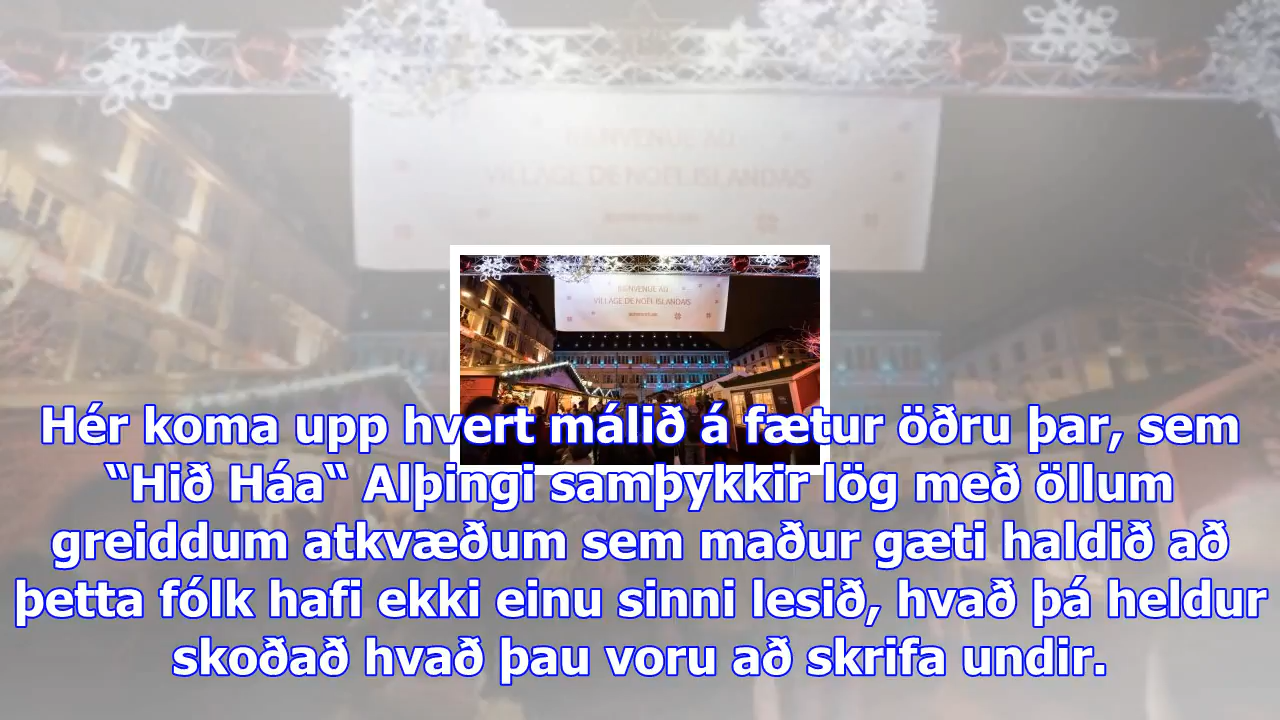 BIENVENUE AU
VILLAGE DE NOËL ISLANDAIS
Hér koma upp hvert málið á fætur öðru þar, sem
“Hið Háa“ Alþingi samþykkir lög með öllum
greiddum atkvæðum sem maður gæti haldið að
þetta fólk hafi ekki einu sinni lesið, hvað þá heldur
skoðað hvað þau voru að skrifa undir.